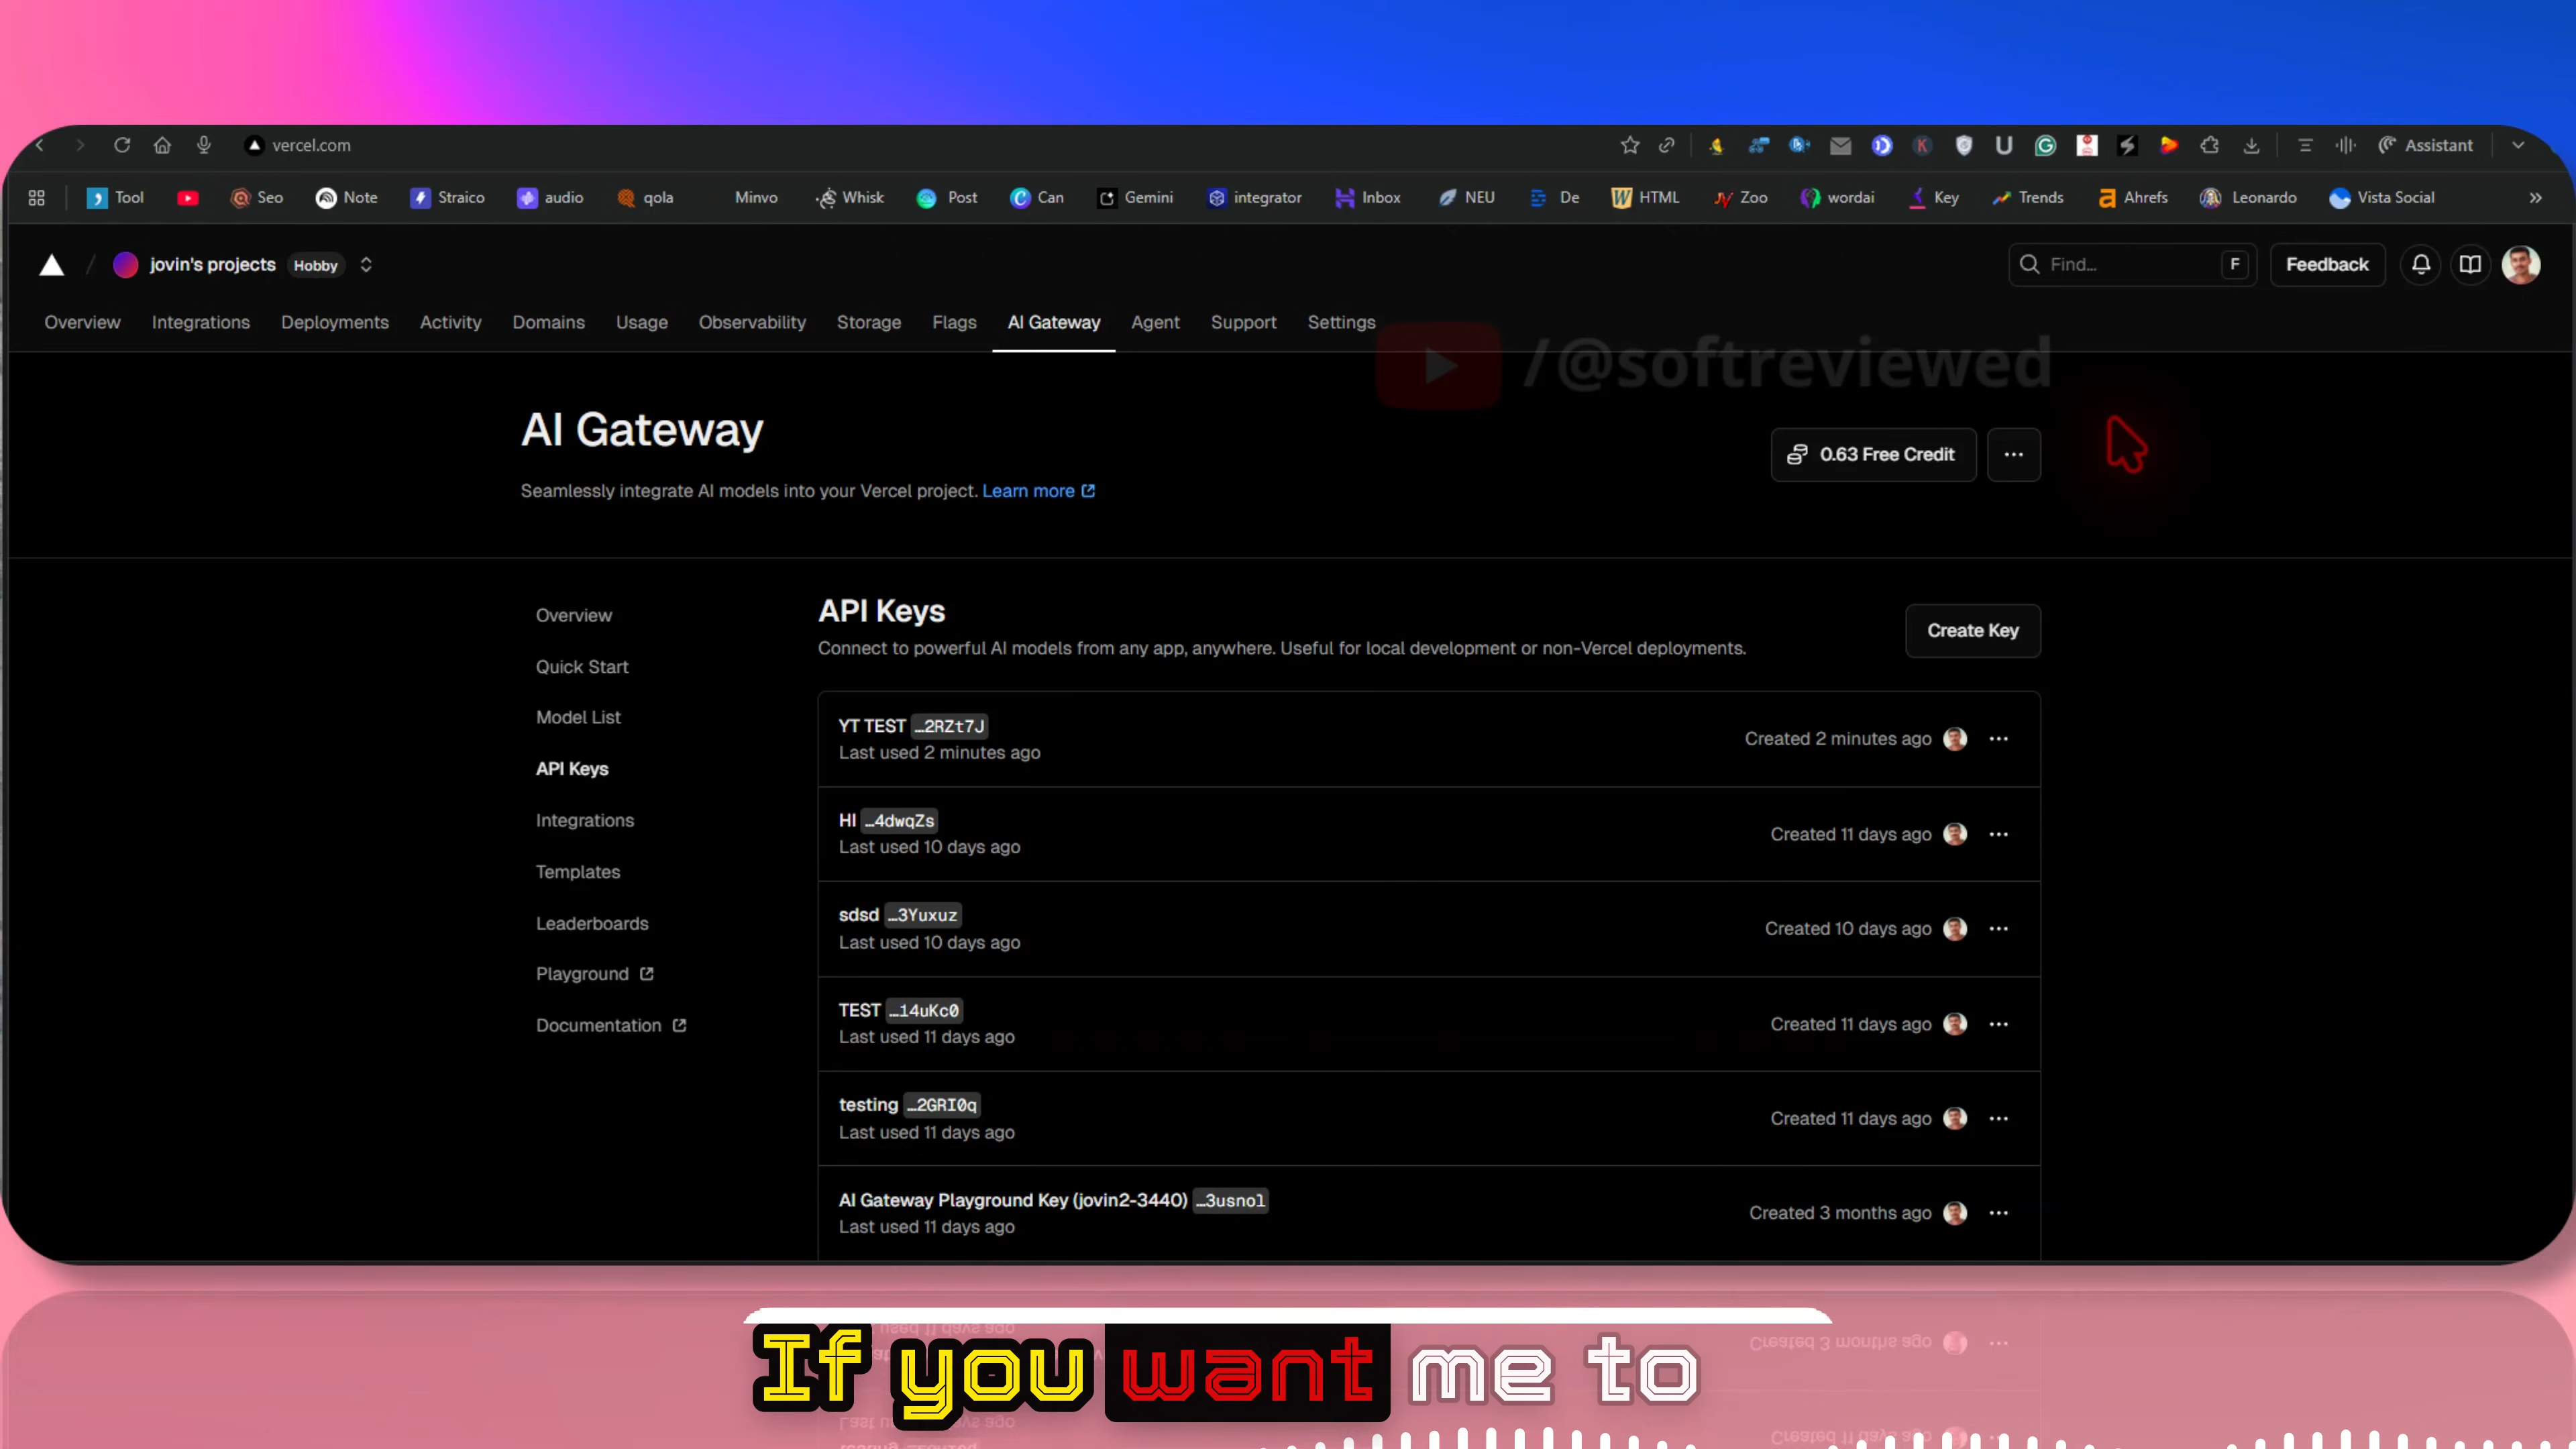 vercel.com
Assistant
Tool
Seo
Note
Straico
audio
qola
Minvo
Whisk
Post
Can
Gemini
integrator
Inbox
NEU
De
HTML
Zoo
wordai
Key
Trends
Ahrefs
Leonardo
Vista Social
jovin's projects Hobby
Find... F
Feedback
Overview
Integrations
Deployments
Activity
Domains
Usage
Observability
Storage
Flags
AI Gateway
Agent
Support
Settings
/@softreviewed
AI Gateway
0.63 Free Credit
Seamlessly integrate AI models into your Vercel project. Learn more
Overview
Quick Start
Model List
API Keys
Integrations
Templates
Leaderboards
Playground
Documentation
API Keys
Create Key
Connect to powerful AI models from any app, anywhere. Useful for local development or non-Vercel deployments.
YT TEST …2RZt7J
Last used 2 minutes ago
Created 2 minutes ago
HI …4dwqZs
Last used 10 days ago
Created 11 days ago
sdsd …3Yuxuz
Last used 10 days ago
Created 10 days ago
TEST …i4uKc0
Last used 11 days ago
Created 11 days ago
testing …2GRI0q
Last used 11 days ago
Created 11 days ago
AI Gateway Playground Key (jovin2-3440) …3usnol
Last used 11 days ago
Created 3 months ago
If you want me to